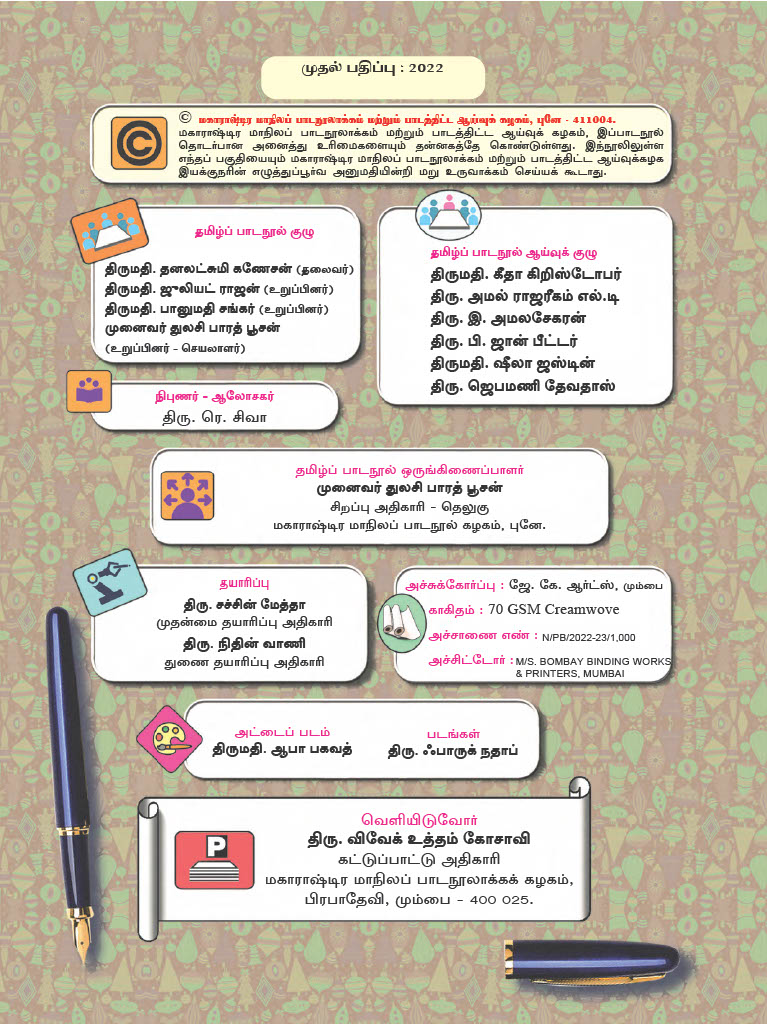 முதல் பதிப்பு : 2022
© மகாராஷ்டிர மாநிலப் பாடநூலாக்கம் மற்றும் பாடத்திட்ட ஆய்வுக் கழகம், புனே - 411004.
மகாராஷ்டிர மாநிலப் பாடநூலாக்கம் மற்றும் பாடத்திட்ட ஆய்வுக் கழகம், இப்பாடநூல்
தொடர்பான அனைத்து உரிமைகளையும் தன்னகத்தே கொண்டுள்ளது. இந்நூலிலுள்ள
எந்தப் பகுதியையும் மகாராஷ்டிர மாநிலப் பாடநூலாக்கம் மற்றும் பாடத்திட்ட ஆய்வுக்கழக
இயக்குநரின் எழுத்துப்பூர்வ அனுமதியின்றி மறு உருவாக்கம் செய்யக் கூடாது.
தமிழ்ப் பாடநூல் குழு
திருமதி. தனலட்சுமி கணேசன் (தலைவர்)
திருமதி. ஜுலியட் ராஜன் (உறுப்பினர்)
திருமதி. பானுமதி சங்கர் (உறுப்பினர்)
முனைவர் துலசி பாரத் பூசன்
(உறுப்பினர் - செயலாளர்)
தமிழ்ப் பாடநூல் ஆய்வுக் குழு
திருமதி. கீதா கிறிஸ்டோபர்
திரு. அமல் ராஜரீகம் எல்.டி
திரு. இ. அமலசேகரன்
திரு. பி. ஜான் பீட்டர்
திருமதி. ஷீலா ஜஸ்டின்
திரு. ஜெபமணி தேவதாஸ்
நிபுணர் - ஆலோசகர்
திரு. ரெ. சிவா
தமிழ்ப் பாடநூல் ஒருங்கிணைப்பாளர்
முனைவர் துலசி பாரத் பூசன்
சிறப்பு அதிகாரி - தெலுகு
மகாராஷ்டிர மாநிலப் பாடநூல் கழகம், புனே.
தயாரிப்பு
திரு. சச்சின் மேத்தா
முதன்மை தயாரிப்பு அதிகாரி
திரு. நிதின் வாணி
துணை தயாரிப்பு அதிகாரி
அச்சுக்கோர்ப்பு : ஜே. கே. ஆர்ட்ஸ், மும்பை
காகிதம் : 70 GSM Creamwove
அச்சாணை எண் : N/PB/2022-23/1,000
அச்சிட்டோர் : M/S. BOMBAY BINDING WORKS
& PRINTERS, MUMBAI
அட்டைப் படம்
திருமதி. ஆபா பகவத்
படங்கள்
திரு. ஃபாருக் நதாப்
வெளியிடுவோர்
P
திரு. விவேக் உத்தம் கோசாவி
கட்டுப்பாட்டு அதிகாரி
மகாராஷ்டிர மாநிலப் பாடநூலாக்கக் கழகம்,
பிரபாதேவி, மும்பை - 400 025.